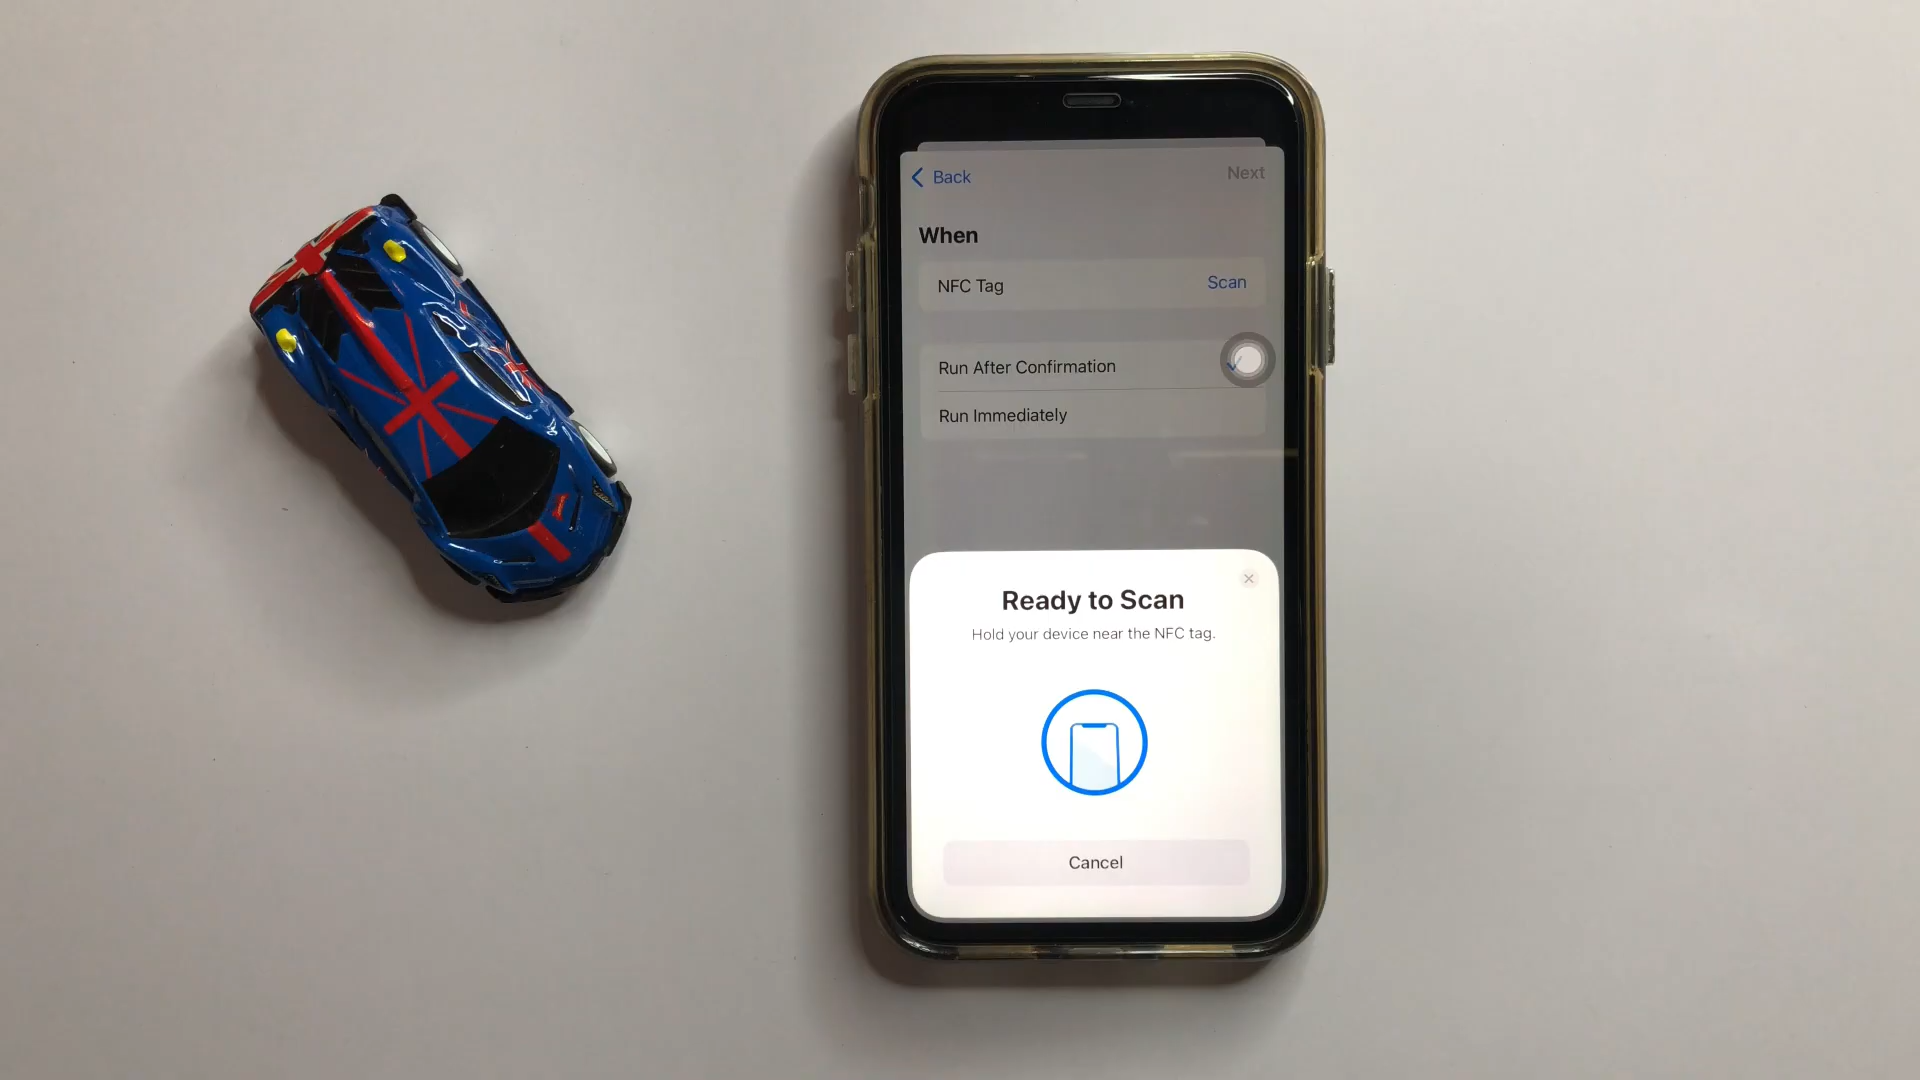 Back
Next
When
NFC Tag
Scan
Run After Confirmation
Run Immediately
Ready to Scan
Hold your device near the NFC tag.
Cancel